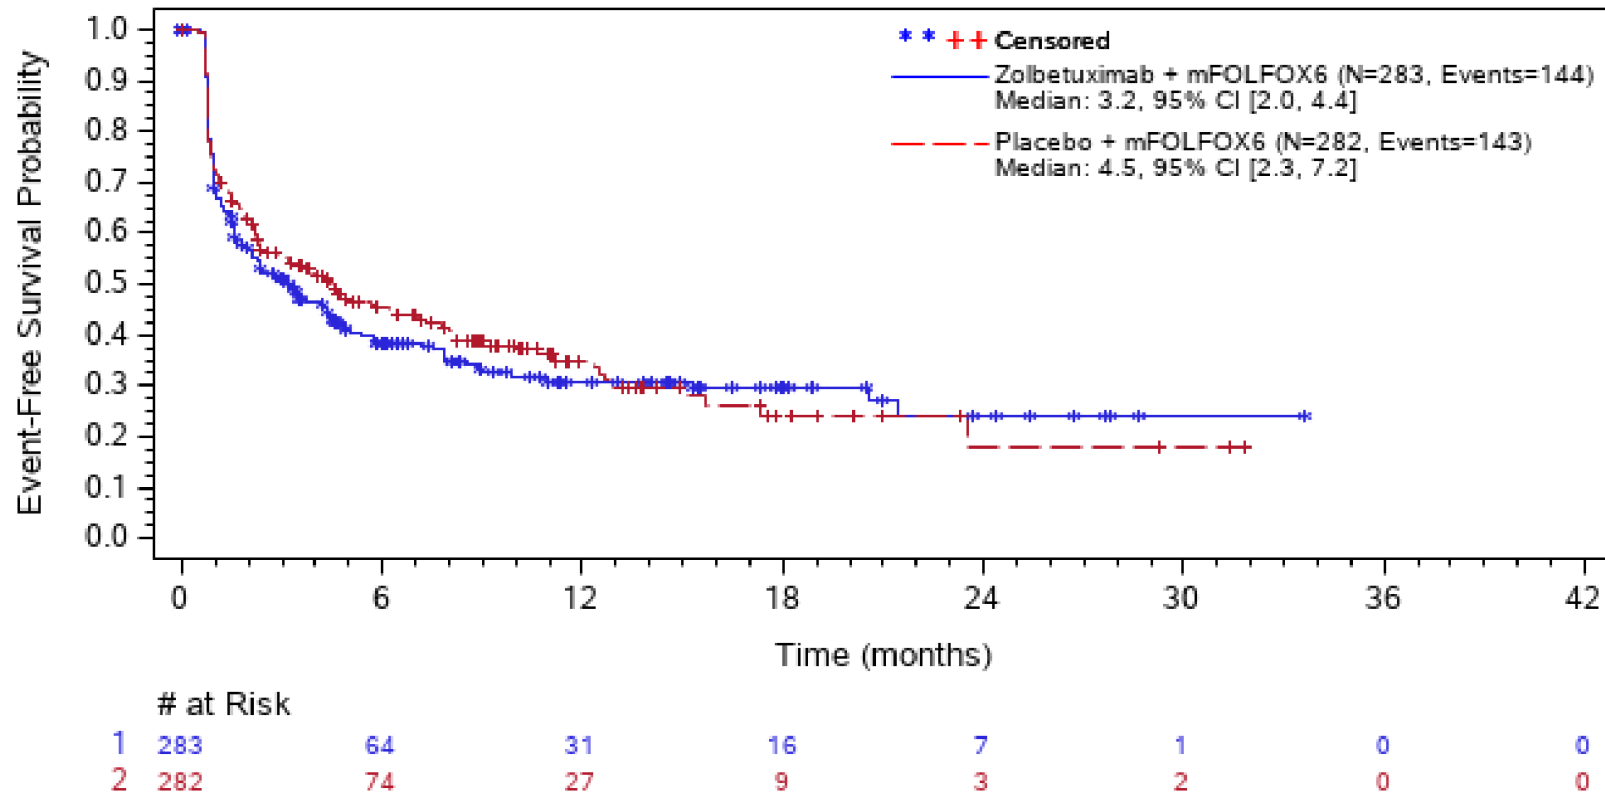 Event-Free Survival Probability
1.0
0.9
0.8
0.7
0.6
0.5
0.4
0.3
0.2
0.1
0.0
** ++ Censored
Zolbetuximab + mFOLFOX6 (N=283, Events=144)
Median: 3.2, 95% CI [2.0, 4.4]
Placebo + mFOLFOX6 (N=282, Events=143)
Median: 4.5, 95% CI [2.3, 7.2]
0 6 12 18 24 30 36 42
Time (months)
# at Risk
1 283 64 31 16 7 1 0 0
2 282 74 27 9 3 2 0 0